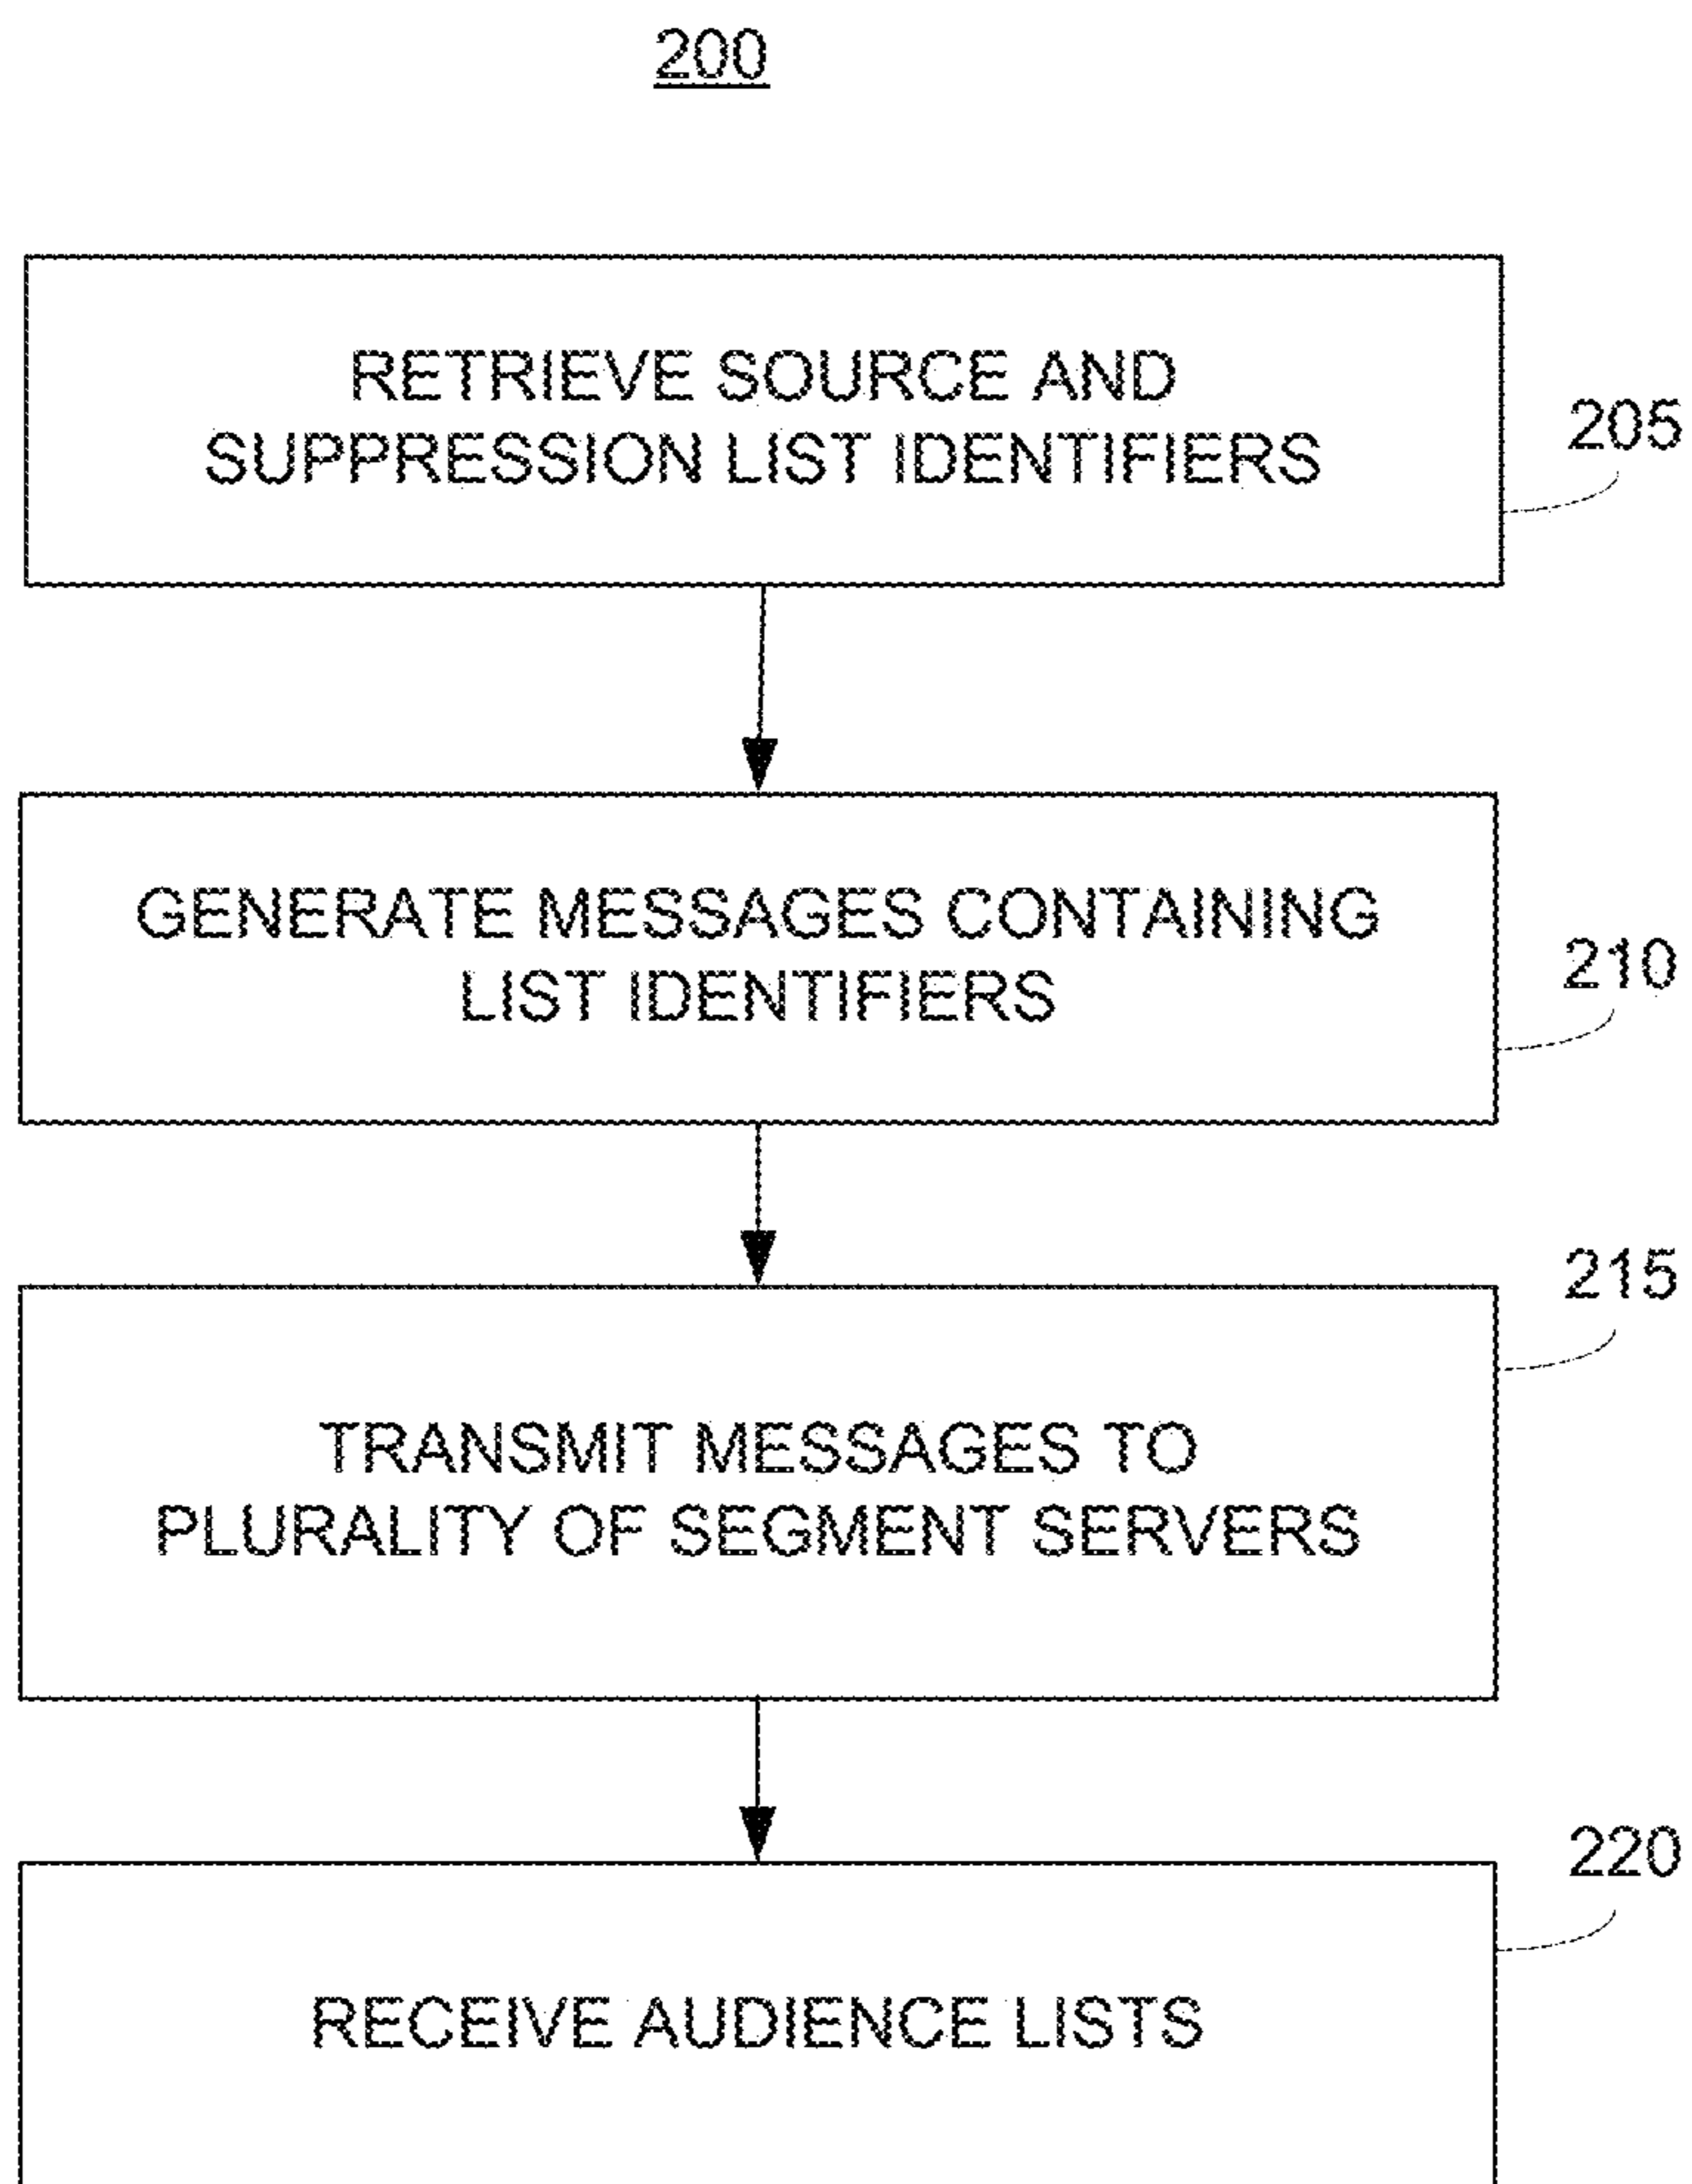 200
RETRIEVE SOURCE AND
SUPPRESSION LIST IDENTIFIERS
205
GENERATE MESSAGES CONTAINING
LIST IDENTIFIERS
210
215
TRANSMIT MESSAGES TO
PLURALITY OF SEGMENT SERVERS
220
RECEIVE AUDIENCE LISTS